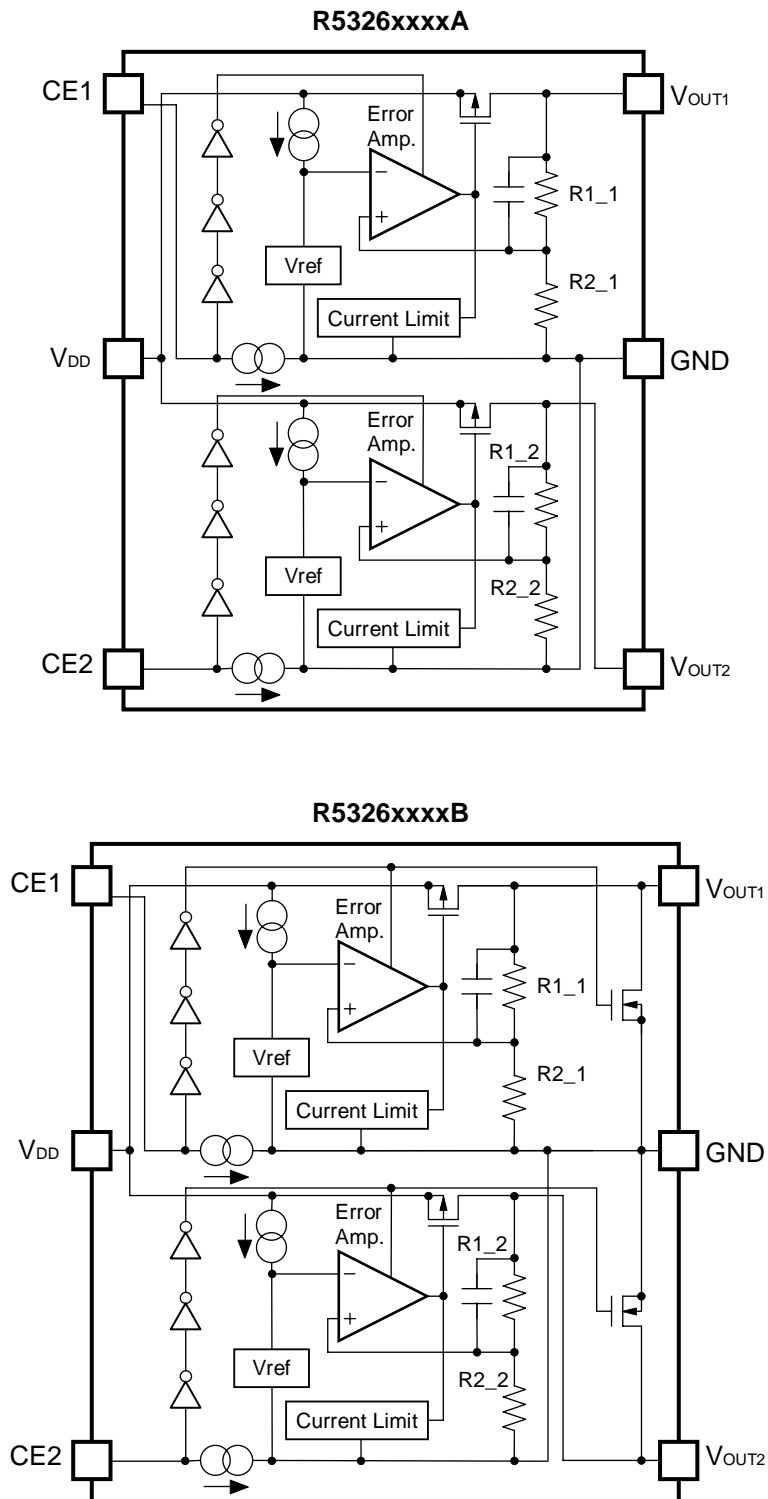 R5326xxxxA
CE1
VOUT1
Error
Amp.
−
+
R1_1
Vref
R2_1
Current Limit
VDD
GND
Error
Amp.
R1_2
−
+
Vref
R2_2
Current Limit
CE2
VOUT2
R5326xxxxB
CE1
VOUT1
Error
Amp.
−
+
R1_1
Vref
R2_1
Current Limit
VDD
GND
Error
Amp.
R1_2
−
+
Vref
R2_2
Current Limit
CE2
VOUT2